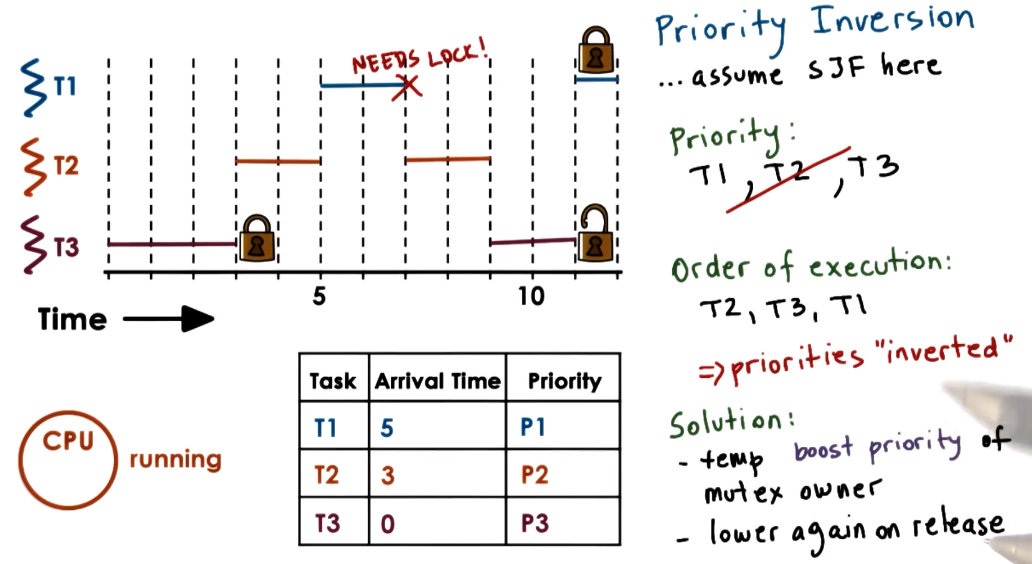 Priority Inversion
... assume SJF here
NEEDS LOCK!
T1
T2
T3
5 10
Time
Priority:
T1, T2, T3
Order of execution:
T2, T3, T1
=> priorities "inverted"
Solution:
- temp boost priority of
mutex owner
- lower again on release
CPU
running
Task Arrival Time Priority
T1 5 P1
T2 3 P2
T3 0 P3